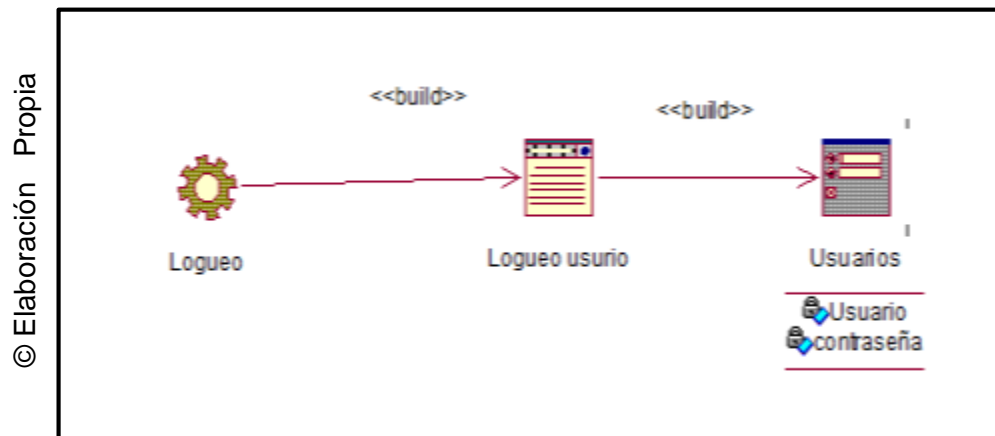 © Elaboración Propia
<<build>>
<<build>>
Logueo
Logueo usurio
Usuarios
Usuario
contraseña